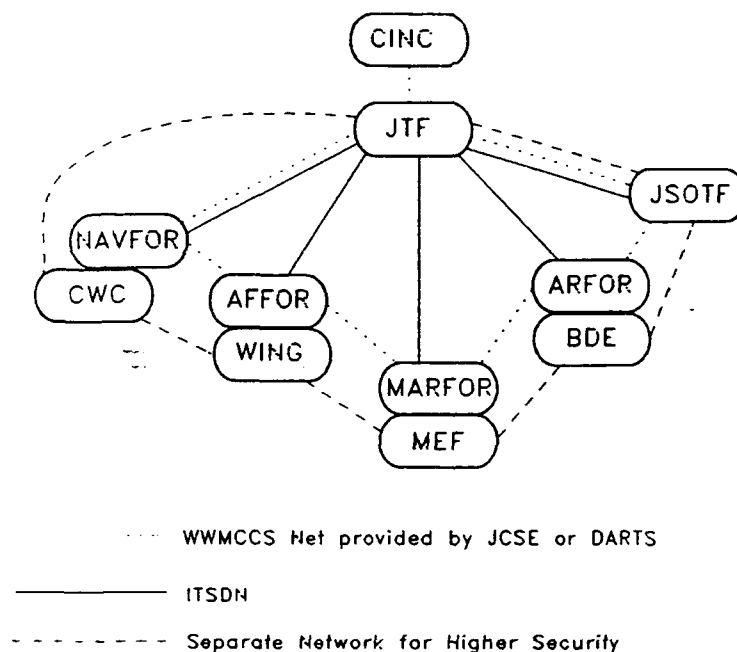 CINC
JTF
JSOTF
NAVFOR
CWC
AFFOR
WING
ARFOR
BDE
MARFOR
MEF
WWMCCS Net provided by JCSE or DARTS
ITSDN
Separate Network for Higher Security